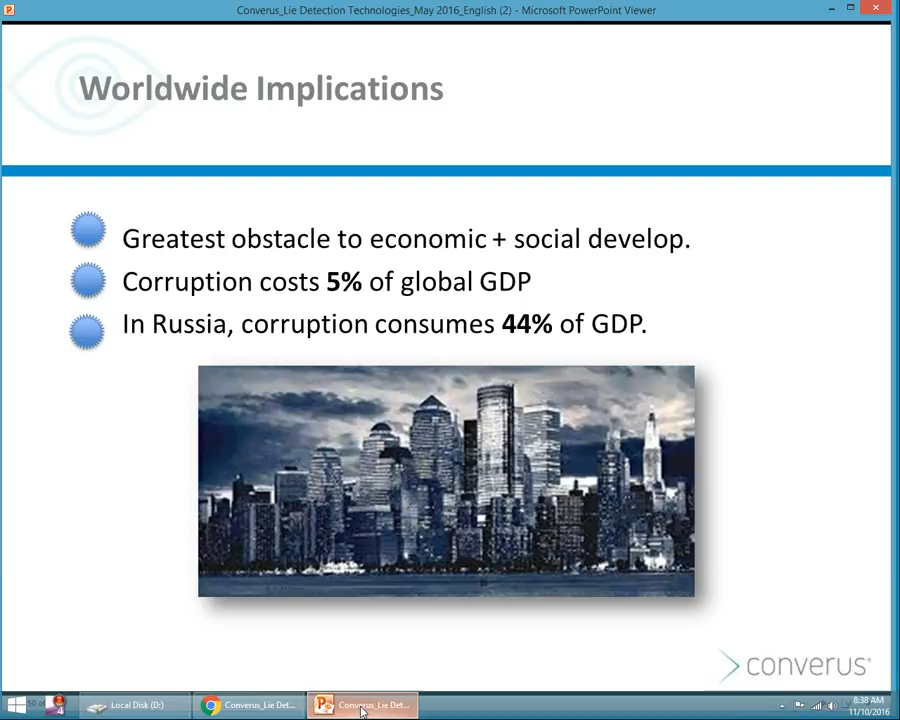 Converus_Lie Detection Technologies_May 2016_English (2) - Microsoft PowerPoint Viewer
Worldwide Implications
Greatest obstacle to economic + social develop.
Corruption costs 5% of global GDP
In Russia, corruption consumes 44% of GDP.
converus®
Local Disk (D:)
Converus_Lie Det...
Converus_Lie Det...
8:38 AM
11/10/2016